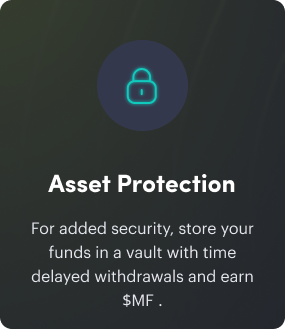 Asset Protection
For added security, store your
funds in a vault with time
delayed withdrawals and earn
$MF .